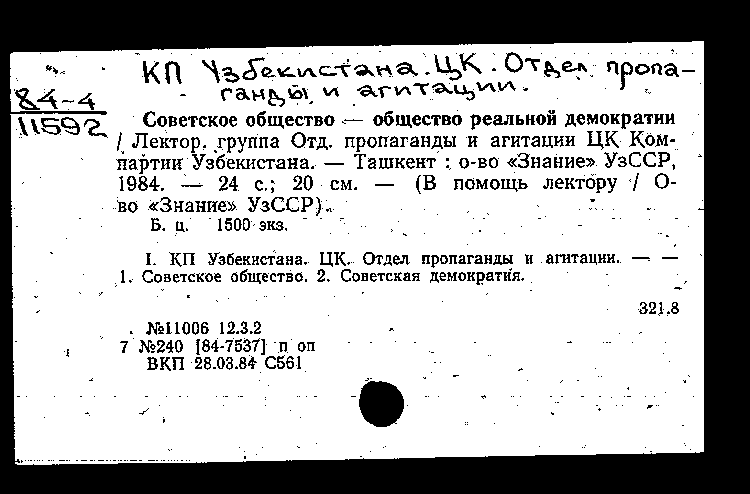 КП Узбекистана. ЦК. Отдел пропа-
ганды и агитации.
84-4
11592
Советское общество — общество реальной демократии
/ Лектор. группа Отд. пропаганды и агитации ЦК Ком-
партии Узбекистана. — Ташкент : о-во «Знание» УзССР,
1984. — 24 с.; 20 см. — (В помощь лектору / О-
во «Знание» УзССР).
Б. ц. 1500 экз.
I. КП Узбекистана. ЦК. Отдел пропаганды и агитации. — —
1. Советское общество. 2. Советская демократия.
321.8
№11006 12.3.2
7 №240 [84-7537] п оп
ВКП 28.03.84 С561